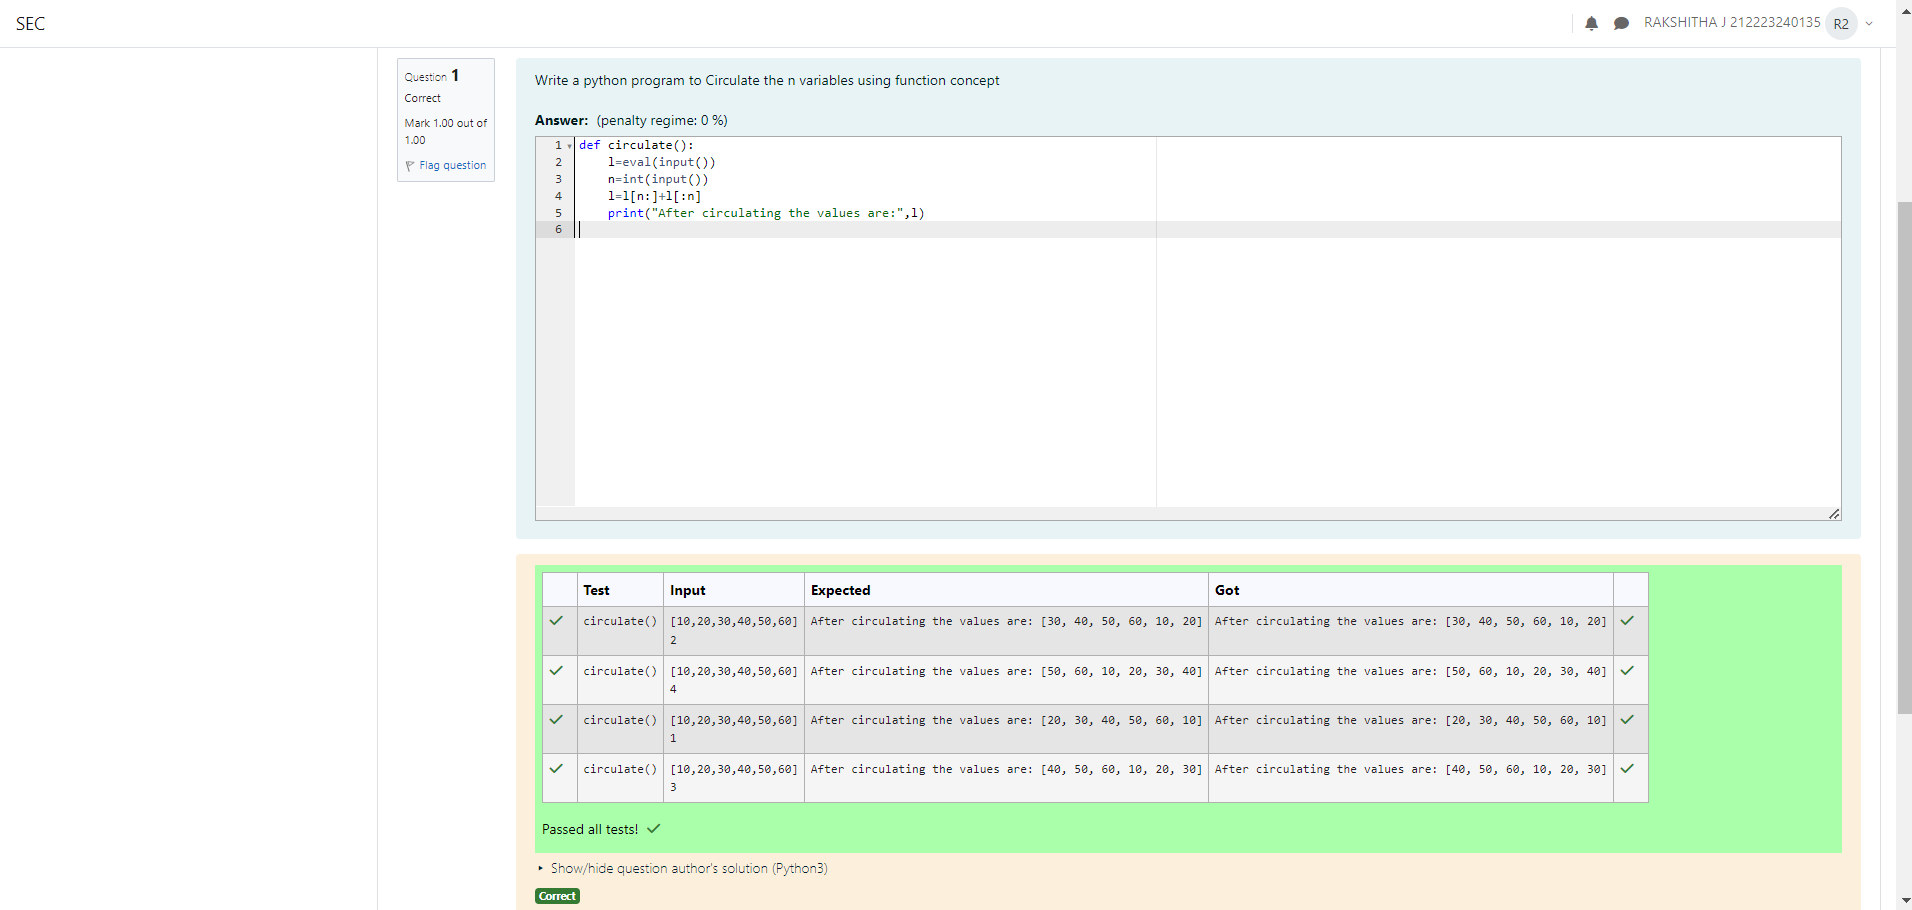 SEC
RAKSHITHA J 212223240135 R2
Question 1
Correct
Mark 1.00 out of
1.00
Flag question
Write a python program to Circulate the n variables using function concept
Answer: (penalty regime: 0 %)
1 def circulate():
2     l=eval(input())
3     n=int(input())
4     l=l[n:]+l[:n]
5     print("After circulating the values are:",l)
6
Test Input Expected Got
circulate() [10,20,30,40,50,60] After circulating the values are: [30, 40, 50, 60, 10, 20] After circulating the values are: [30, 40, 50, 60, 10, 20]
2
circulate() [10,20,30,40,50,60] After circulating the values are: [50, 60, 10, 20, 30, 40] After circulating the values are: [50, 60, 10, 20, 30, 40]
4
circulate() [10,20,30,40,50,60] After circulating the values are: [20, 30, 40, 50, 60, 10] After circulating the values are: [20, 30, 40, 50, 60, 10]
1
circulate() [10,20,30,40,50,60] After circulating the values are: [40, 50, 60, 10, 20, 30] After circulating the values are: [40, 50, 60, 10, 20, 30]
3
Passed all tests!
Show/hide question author's solution (Python3)
Correct